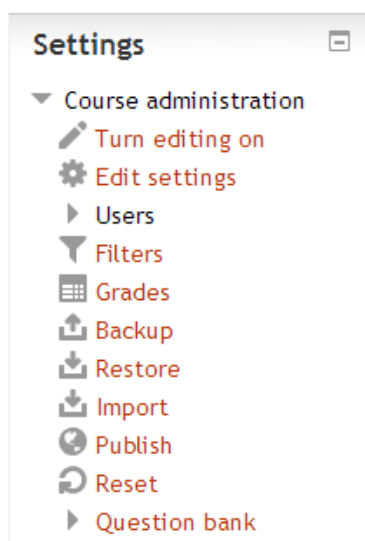 Settings
Course administration
Turn editing on
Edit settings
Users
Filters
Grades
Backup
Restore
Import
Publish
Reset
Question bank